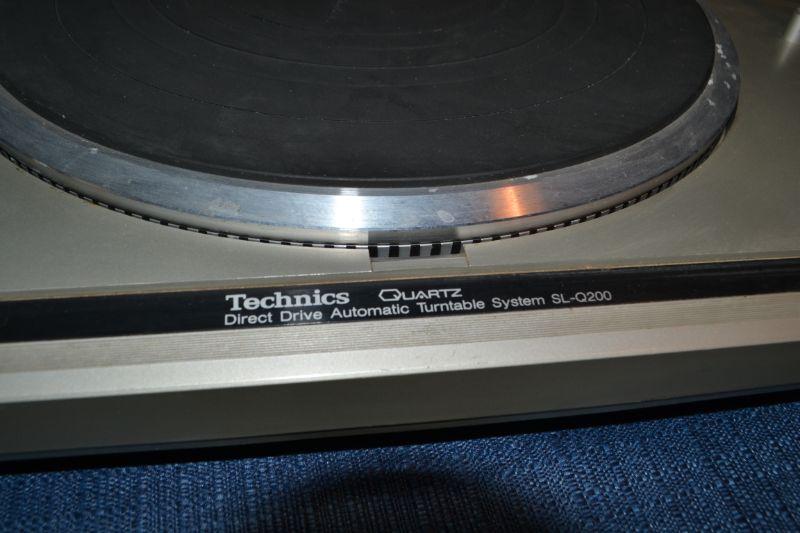 Technics QUARTZ
Direct Drive Automatic Turntable System SL-Q200